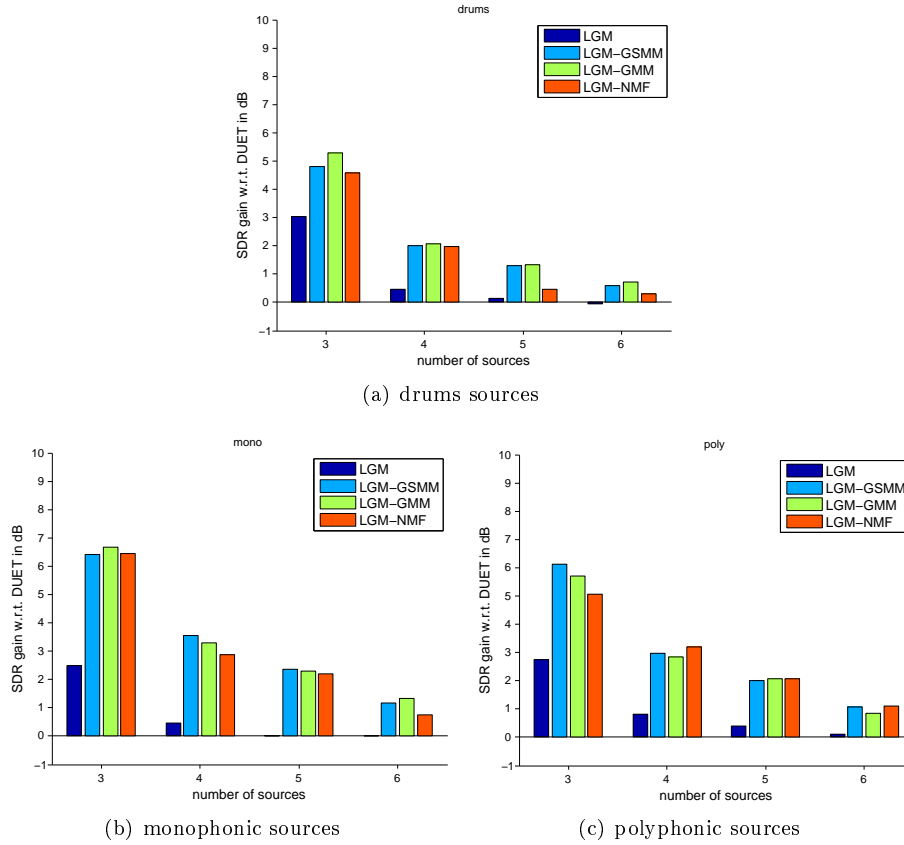 drums
LGM
LGM-GSMM
LGM-GMM
LGM-NMF
SDR gain w.r.t. DUET in dB
10
9
8
7
6
5
4
3
2
1
0
−1
3 4 5 6
number of sources
(a) drums sources
mono
LGM
LGM-GSMM
LGM-GMM
LGM-NMF
SDR gain w.r.t. DUET in dB
10
9
8
7
6
5
4
3
2
1
0
−1
3 4 5 6
number of sources
(b) monophonic sources
poly
LGM
LGM-GSMM
LGM-GMM
LGM-NMF
SDR gain w.r.t. DUET in dB
10
9
8
7
6
5
4
3
2
1
0
−1
3 4 5 6
number of sources
(c) polyphonic sources